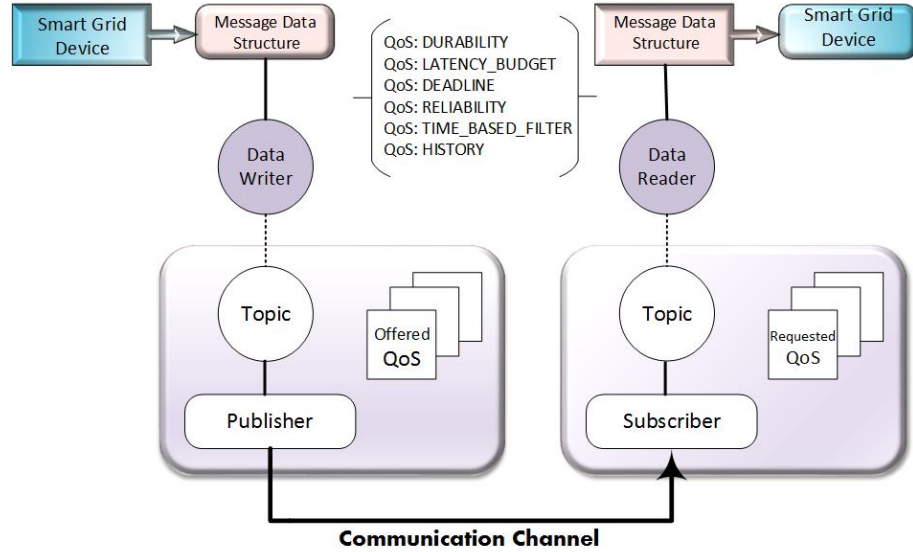 Smart Grid
Device
Message Data
Structure
QoS: DURABILITY
QoS: LATENCY_BUDGET
QoS: DEADLINE
QoS: RELIABILITY
QoS: TIME_BASED_FILTER
QoS: HISTORY
Message Data
Structure
Smart Grid
Device
Data
Writer
Data
Reader
Topic
Offered
QoS
Publisher
Topic
Requested
QoS
Subscriber
Communication Channel